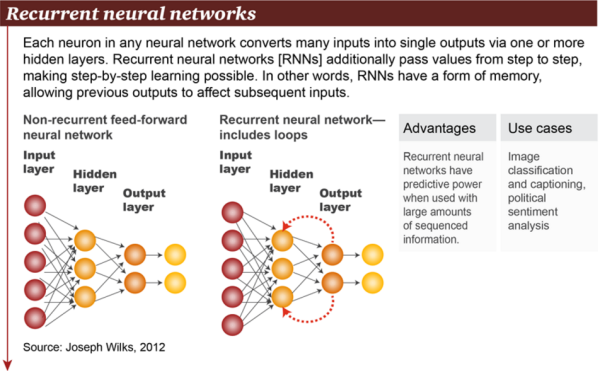 Recurrent neural networks
Each neuron in any neural network converts many inputs into single outputs via one or more
hidden layers. Recurrent neural networks [RNNs] additionally pass values from step to step,
making step-by-step learning possible. In other words, RNNs have a form of memory,
allowing previous outputs to affect subsequent inputs.
Non-recurrent feed-forward
neural network
Input
layer
Hidden
layer
Output
layer
Recurrent neural network—
includes loops
Input
layer
Hidden
layer
Output
layer
Advantages
Recurrent neural
networks have
predictive power
when used with
large amounts
of sequenced
information.
Use cases
Image
classification
and captioning,
political
sentiment
analysis
Source: Joseph Wilks, 2012